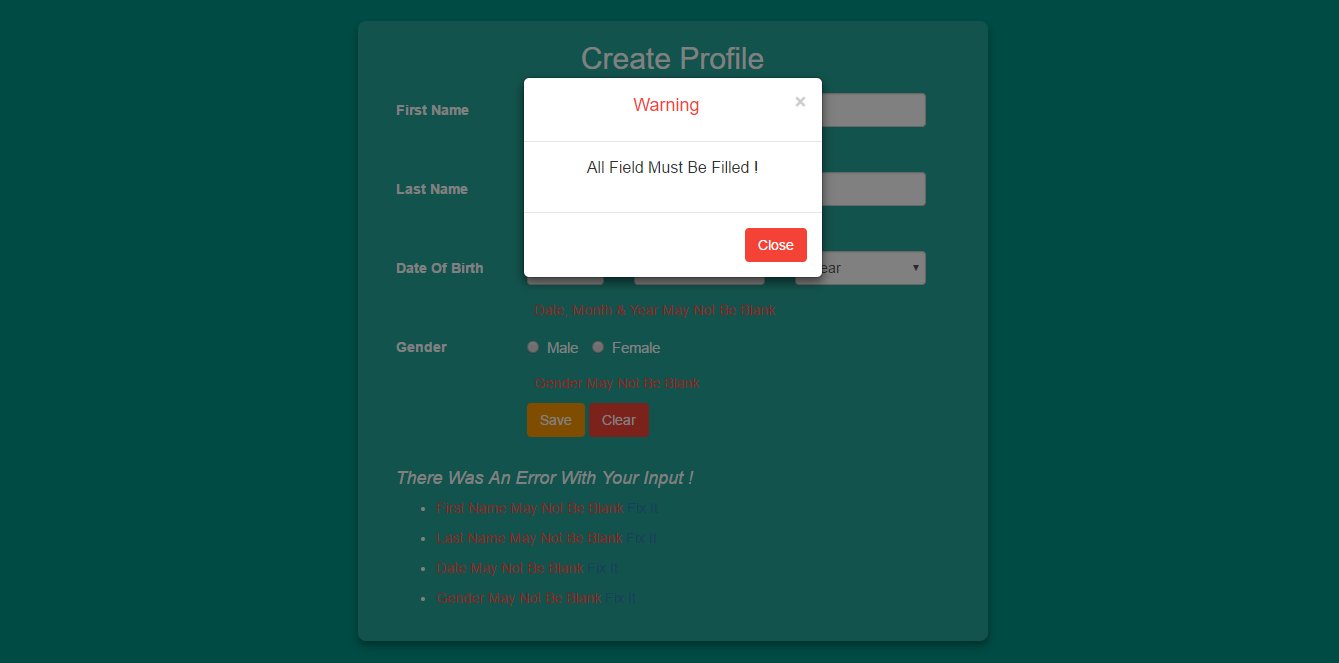 Create Profile
Warning ×
First Name
All Field Must Be Filled !
Last Name
Close
Date Of Birth ear
Date, Month & Year May Not Be Blank
Gender Male Female
Gender May Not Be Blank
Save Clear
There Was An Error With Your Input !
First Name May Not Be Blank Fix It
Last Name May Not Be Blank Fix It
Date May Not Be Blank Fix It
Gender May Not Be Blank Fix It